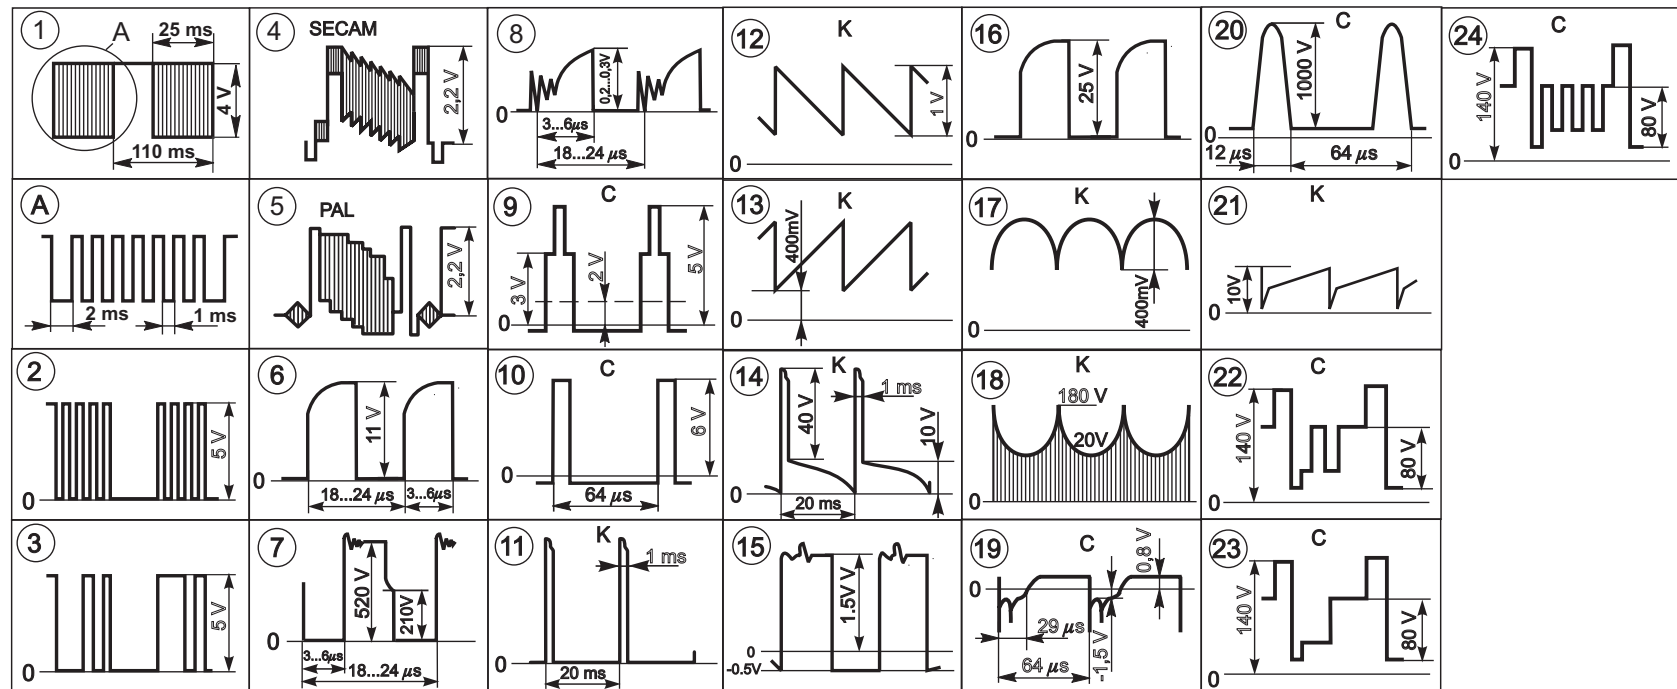 1
A
25 ms
4 V
110 ms
4
SECAM
2,2 V
8
0,2...0,3V
0
3...6µs
18...24 µs
12
K
1 V
0
16
25 V
0
20
C
1000 V
0
12 µs
64 µs
24
C
140 V
80 V
0
A
2 ms
1 ms
5
PAL
2,2 V
9
C
3 V
2 V
5 V
0
13
K
400mV
0
17
K
400mV
0
21
K
10V
0
2
5 V
0
6
11 V
0
18...24 µs
3...6µs
10
C
6 V
0
64 µs
14
K
1 ms
40 V
10 V
0
20 ms
18
K
180 V
20V
0
22
C
140 V
80 V
0
3
5 V
0
7
520 V
210V
0
3...6µs
18...24 µs
11
K
1 ms
0
20 ms
15
1.5V V
0
-0.5V
19
C
0,8 V
0
29 µs
-1,5 V
64 µs
23
C
140 V
80 V
0